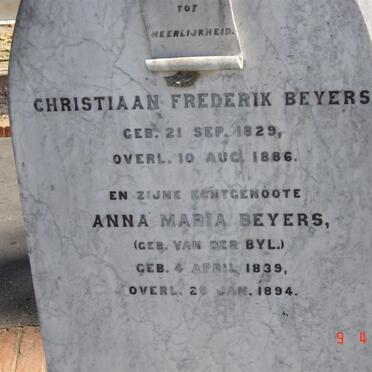 TOT
HEERLIJKHEID.
CHRISTIAAN FREDERIK BEYERS
GEB. 21 SEP. 1829,
OVERL. 10 AUG. 1886.
EN ZIJNE ECHTGENOOTE
ANNA MARIA BEYERS,
(GEB. VAN DER BYL.)
GEB. 4 APRIL 1839,
OVERL. 28 JAN. 1894.
9 4